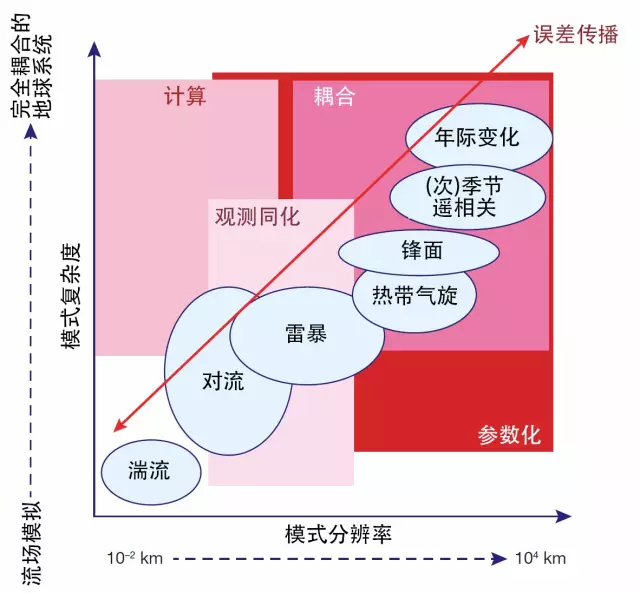 完全耦合的
地球系统
模式复杂度
流场模拟
误差传播
计算
耦合
年际变化
(次)季节
遥相关
观测同化
锋面
热带气旋
雷暴
对流
参数化
湍流
模式分辨率
10⁻² km
10⁴ km